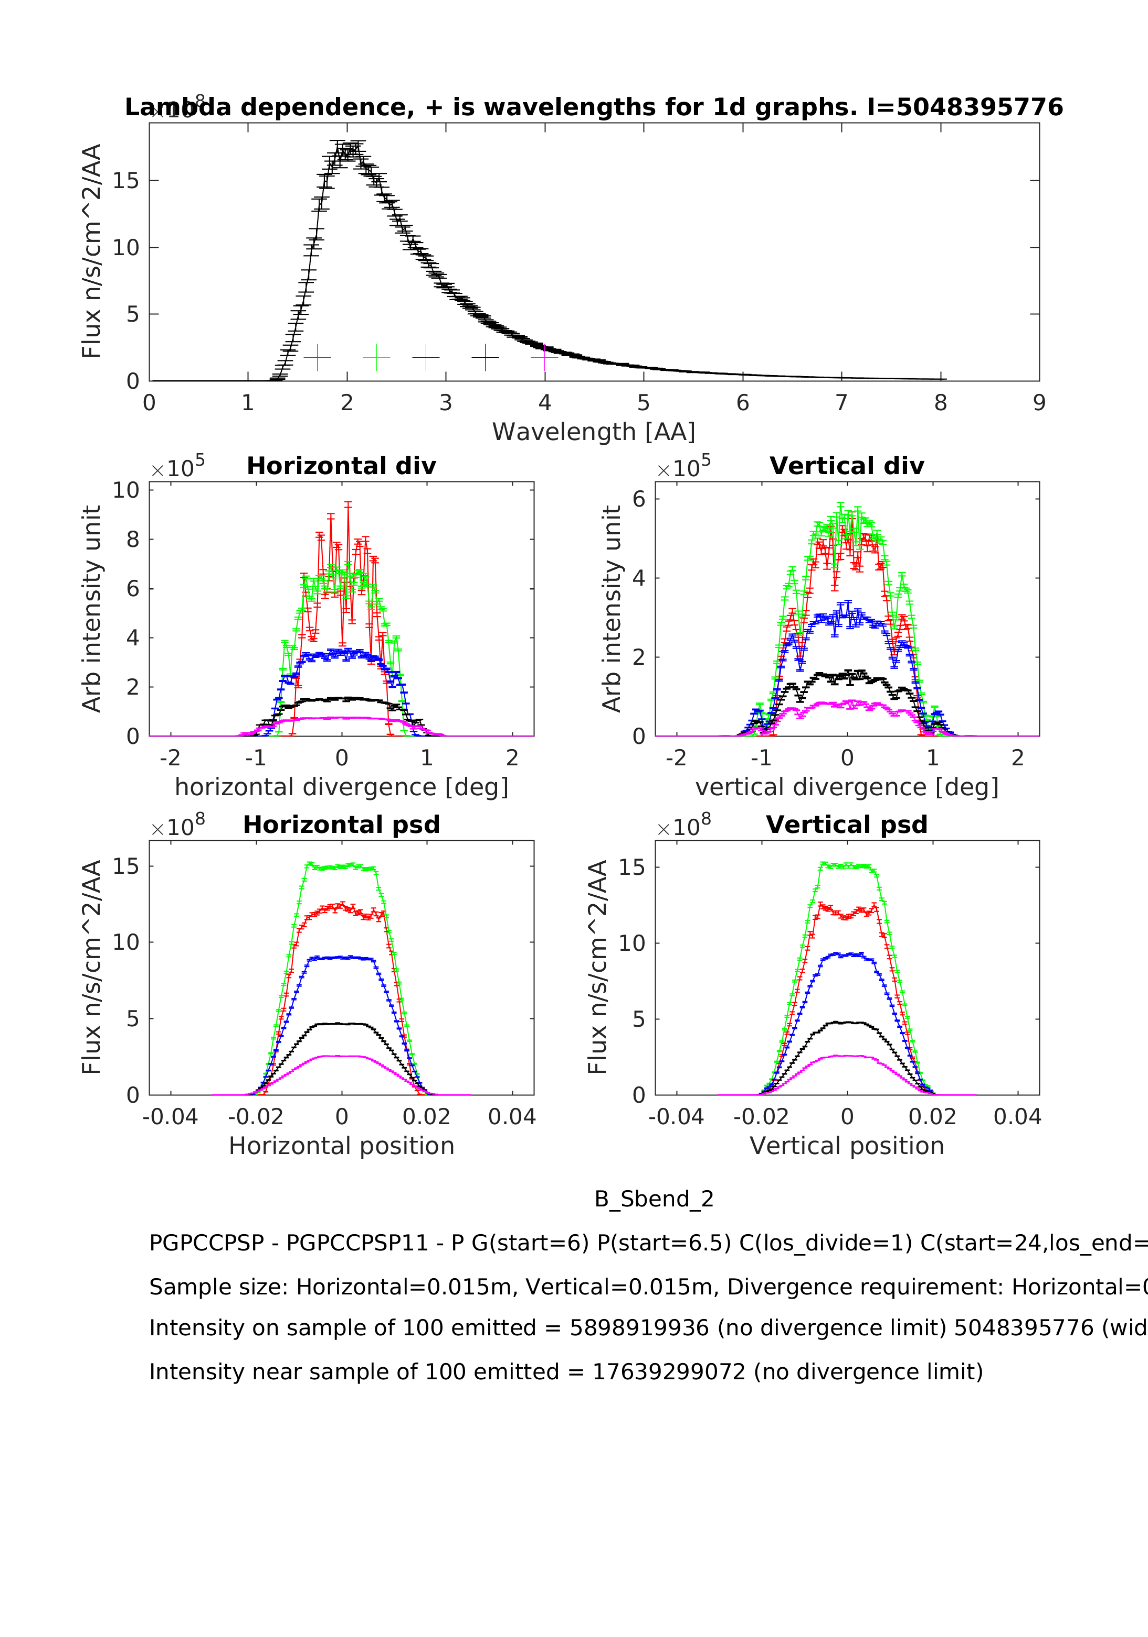 ×10^8
Lambda dependence, + is wavelengths for 1d graphs. I=5048395776
Flux n/s/cm^2/AA
15
10
5
0
0 1 2 3 4 5 6 7 8 9
Wavelength [AA]
×10^5 Horizontal div
Arb intensity unit
10
8
6
4
2
0
-2 -1 0 1 2
horizontal divergence [deg]
×10^5 Vertical div
Arb intensity unit
6
4
2
0
-2 -1 0 1 2
vertical divergence [deg]
×10^8 Horizontal psd
Flux n/s/cm^2/AA
15
10
5
0
-0.04 -0.02 0 0.02 0.04
Horizontal position
×10^8 Vertical psd
Flux n/s/cm^2/AA
15
10
5
0
-0.04 -0.02 0 0.02 0.04
Vertical position
B_Sbend_2
PGPCCPSP - PGPCCPSP11 - P G(start=6) P(start=6.5) C(los_divide=1) C(start=24,los_end=
Sample size: Horizontal=0.015m, Vertical=0.015m, Divergence requirement: Horizontal=0
Intensity on sample of 100 emitted = 5898919936 (no divergence limit) 5048395776 (wid
Intensity near sample of 100 emitted = 17639299072 (no divergence limit)